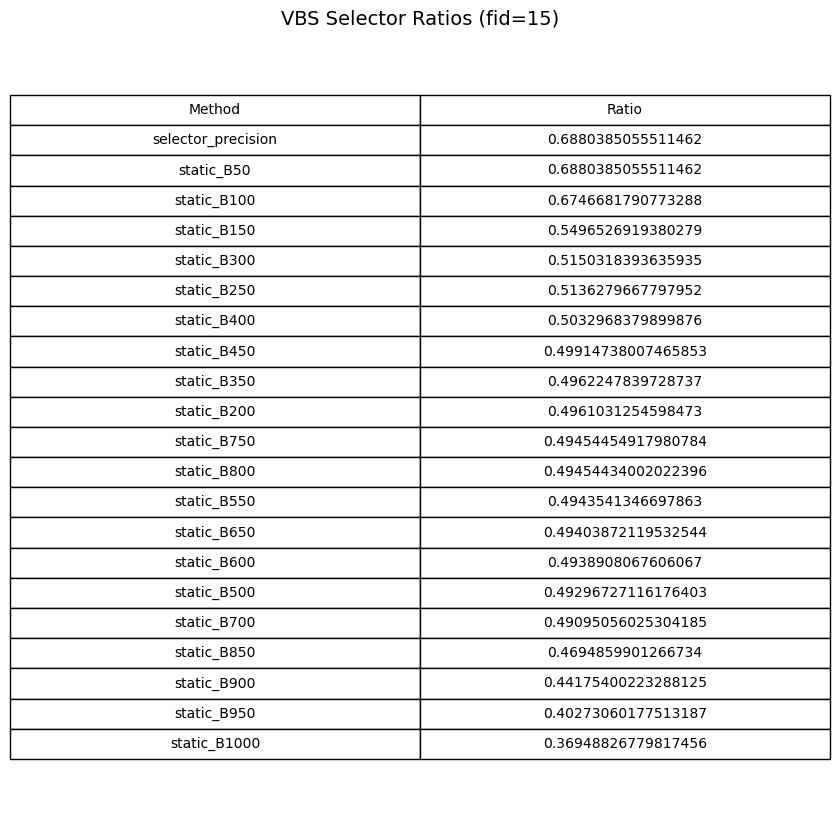 VBS Selector Ratios (fid=15)
Method Ratio
selector_precision 0.6880385055511462
static_B50 0.6880385055511462
static_B100 0.6746681790773288
static_B150 0.5496526919380279
static_B300 0.5150318393635935
static_B250 0.5136279667797952
static_B400 0.5032968379899876
static_B450 0.49914738007465853
static_B350 0.4962247839728737
static_B200 0.4961031254598473
static_B750 0.49454454917980784
static_B800 0.49454434002022396
static_B550 0.4943541346697863
static_B650 0.49403872119532544
static_B600 0.4938908067606067
static_B500 0.49296727116176403
static_B700 0.49095056025304185
static_B850 0.4694859901266734
static_B900 0.44175400223288125
static_B950 0.40273060177513187
static_B1000 0.36948826779817456